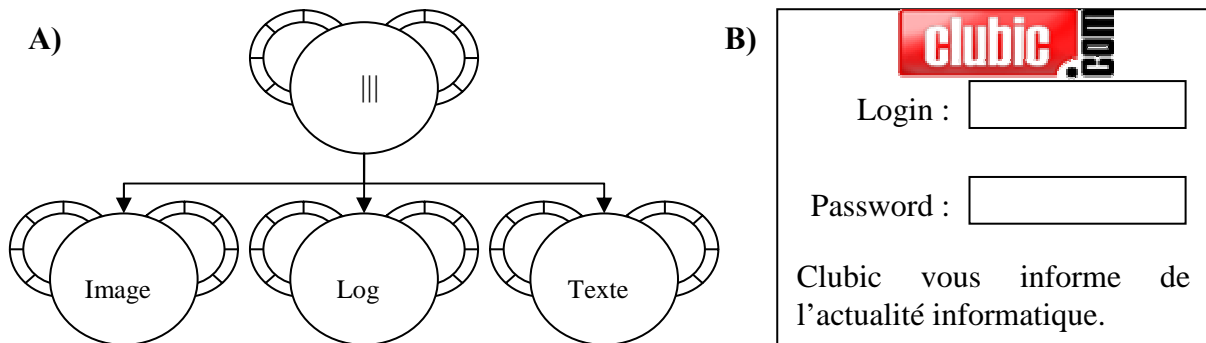 A)
|||
Image
Log
Texte
B)
clubic
.com
Login :
Password :
Clubic vous informe de
l’actualité informatique.